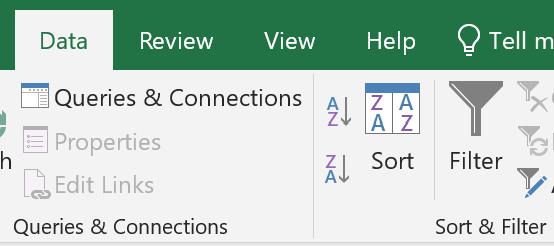 Data Review View Help Tell m
Queries & Connections
Properties
Edit Links
Queries & Connections
A
Z
Z
A
Z A
A Z
Sort
Filter
Sort & Filter